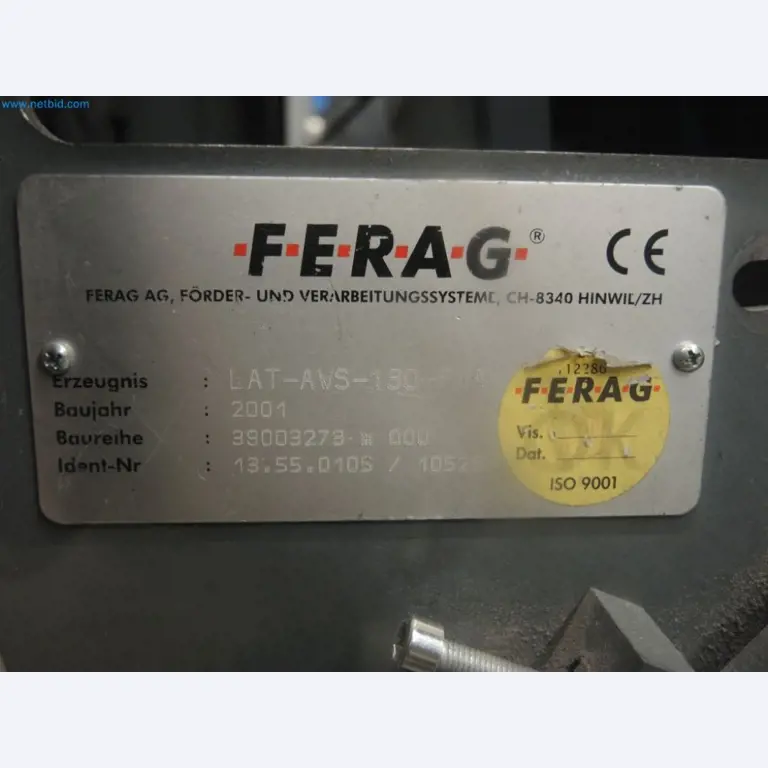 www.netbid.com
F·E·R·A·G® CE
FERAG AG, FÖRDER- UND VERARBEITUNGSSYSTEME, CH-8340 HINWIL/ZH
Erzeugnis :
Baujahr : 2001
Baureihe :
Ident-Nr : 13.55.0105 /
F·E·R·A·G
Vis.
Dat.
OK
ISO 9001